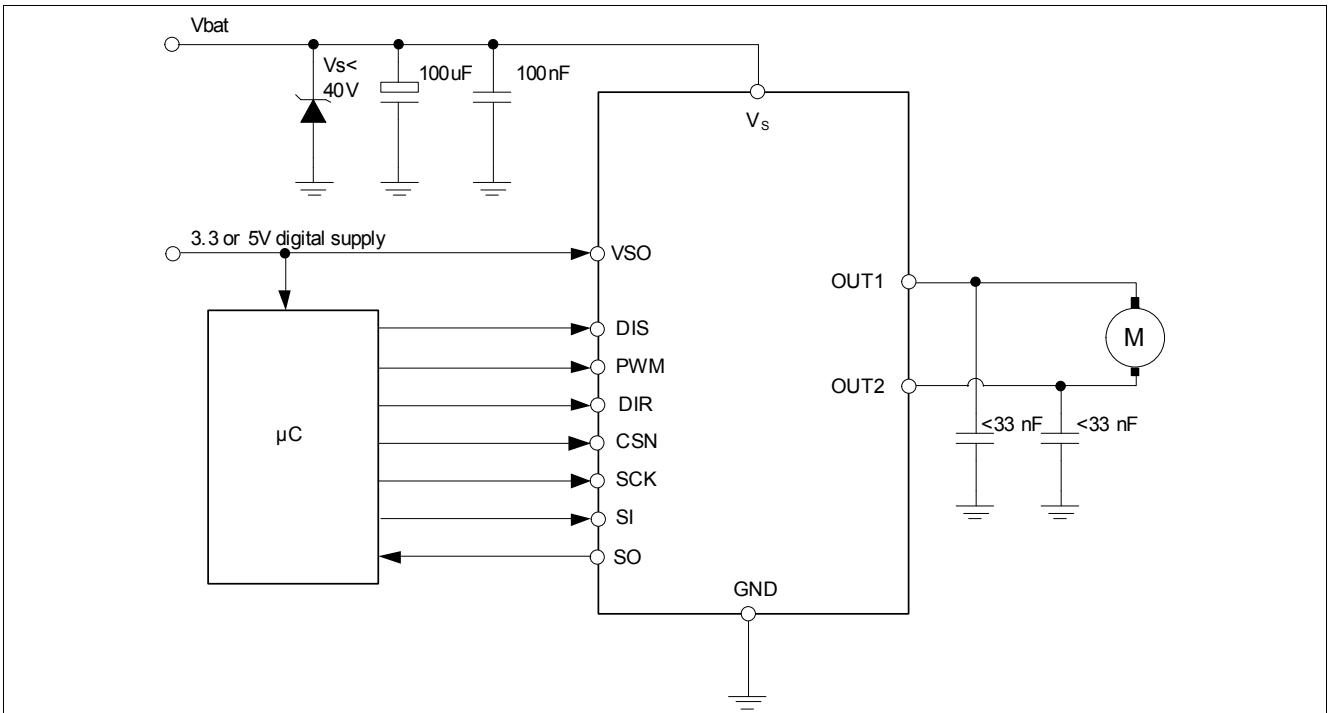 Vbat
Vs<
40V
100uF
100nF
V_S
3.3 or 5V digital supply
VSO
DIS
PWM
DIR
CSN
SCK
SI
SO
µC
OUT1
OUT2
M
<33 nF
<33 nF
GND